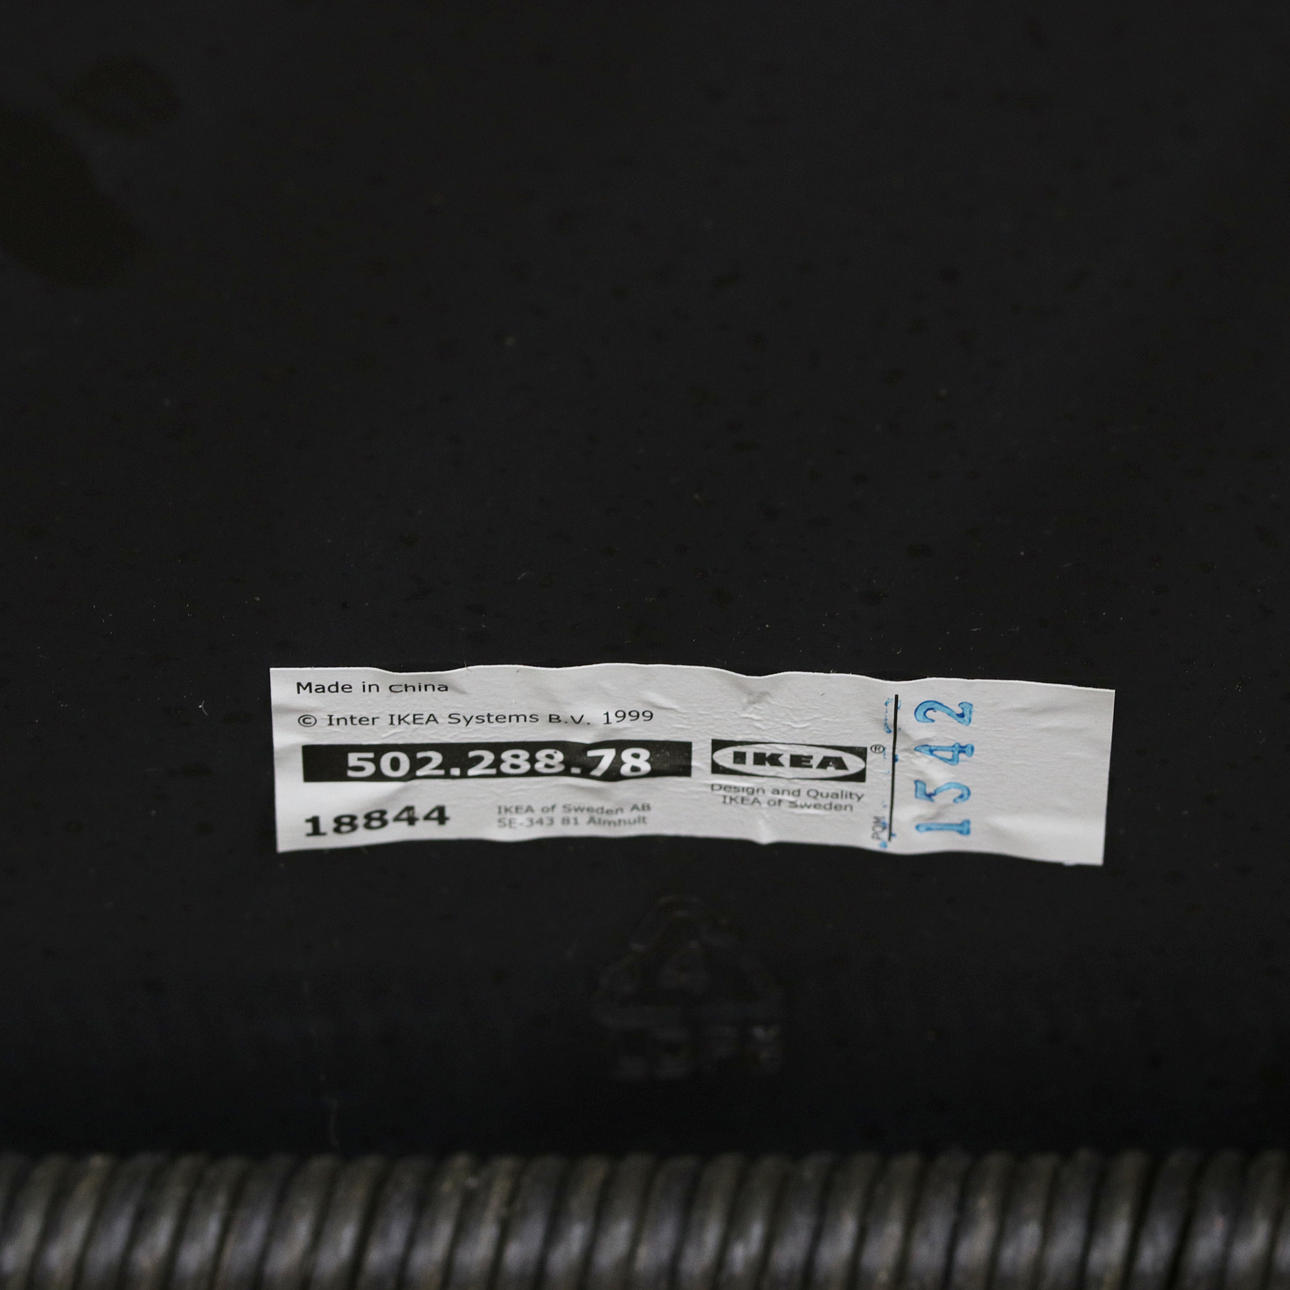 Made in China
© Inter IKEA Systems B.V. 1999
502.288.78
IKEA®
Design and Quality
IKEA of Sweden
18844
IKEA of Sweden AB
SE-343 81 Älmhult
PQM
1542